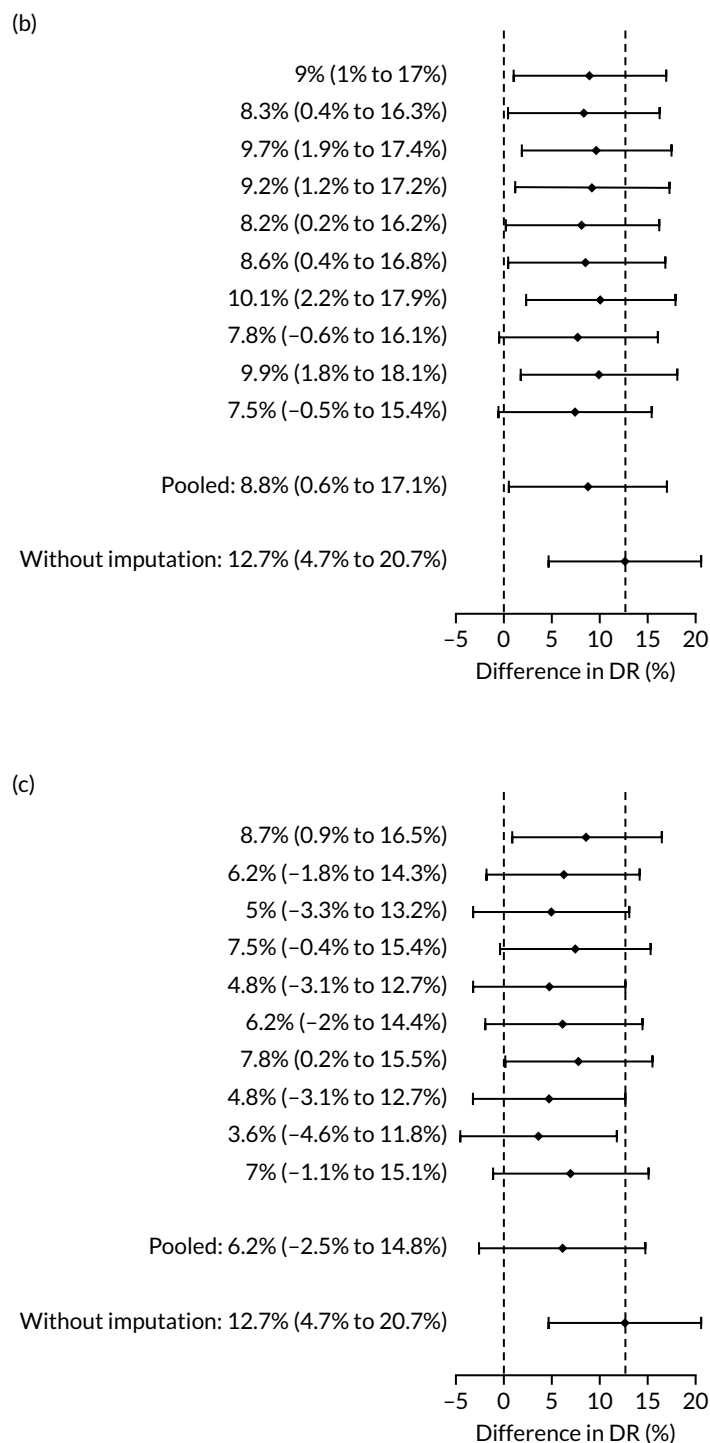 (b)
9% (1% to 17%)
8.3% (0.4% to 16.3%)
9.7% (1.9% to 17.4%)
9.2% (1.2% to 17.2%)
8.2% (0.2% to 16.2%)
8.6% (0.4% to 16.8%)
10.1% (2.2% to 17.9%)
7.8% (–0.6% to 16.1%)
9.9% (1.8% to 18.1%)
7.5% (–0.5% to 15.4%)
Pooled: 8.8% (0.6% to 17.1%)
Without imputation: 12.7% (4.7% to 20.7%)
–5 0 5 10 15 20
Difference in DR (%)
(c)
8.7% (0.9% to 16.5%)
6.2% (–1.8% to 14.3%)
5% (–3.3% to 13.2%)
7.5% (–0.4% to 15.4%)
4.8% (–3.1% to 12.7%)
6.2% (–2% to 14.4%)
7.8% (0.2% to 15.5%)
4.8% (–3.1% to 12.7%)
3.6% (–4.6% to 11.8%)
7% (–1.1% to 15.1%)
Pooled: 6.2% (–2.5% to 14.8%)
Without imputation: 12.7% (4.7% to 20.7%)
–5 0 5 10 15 20
Difference in DR (%)